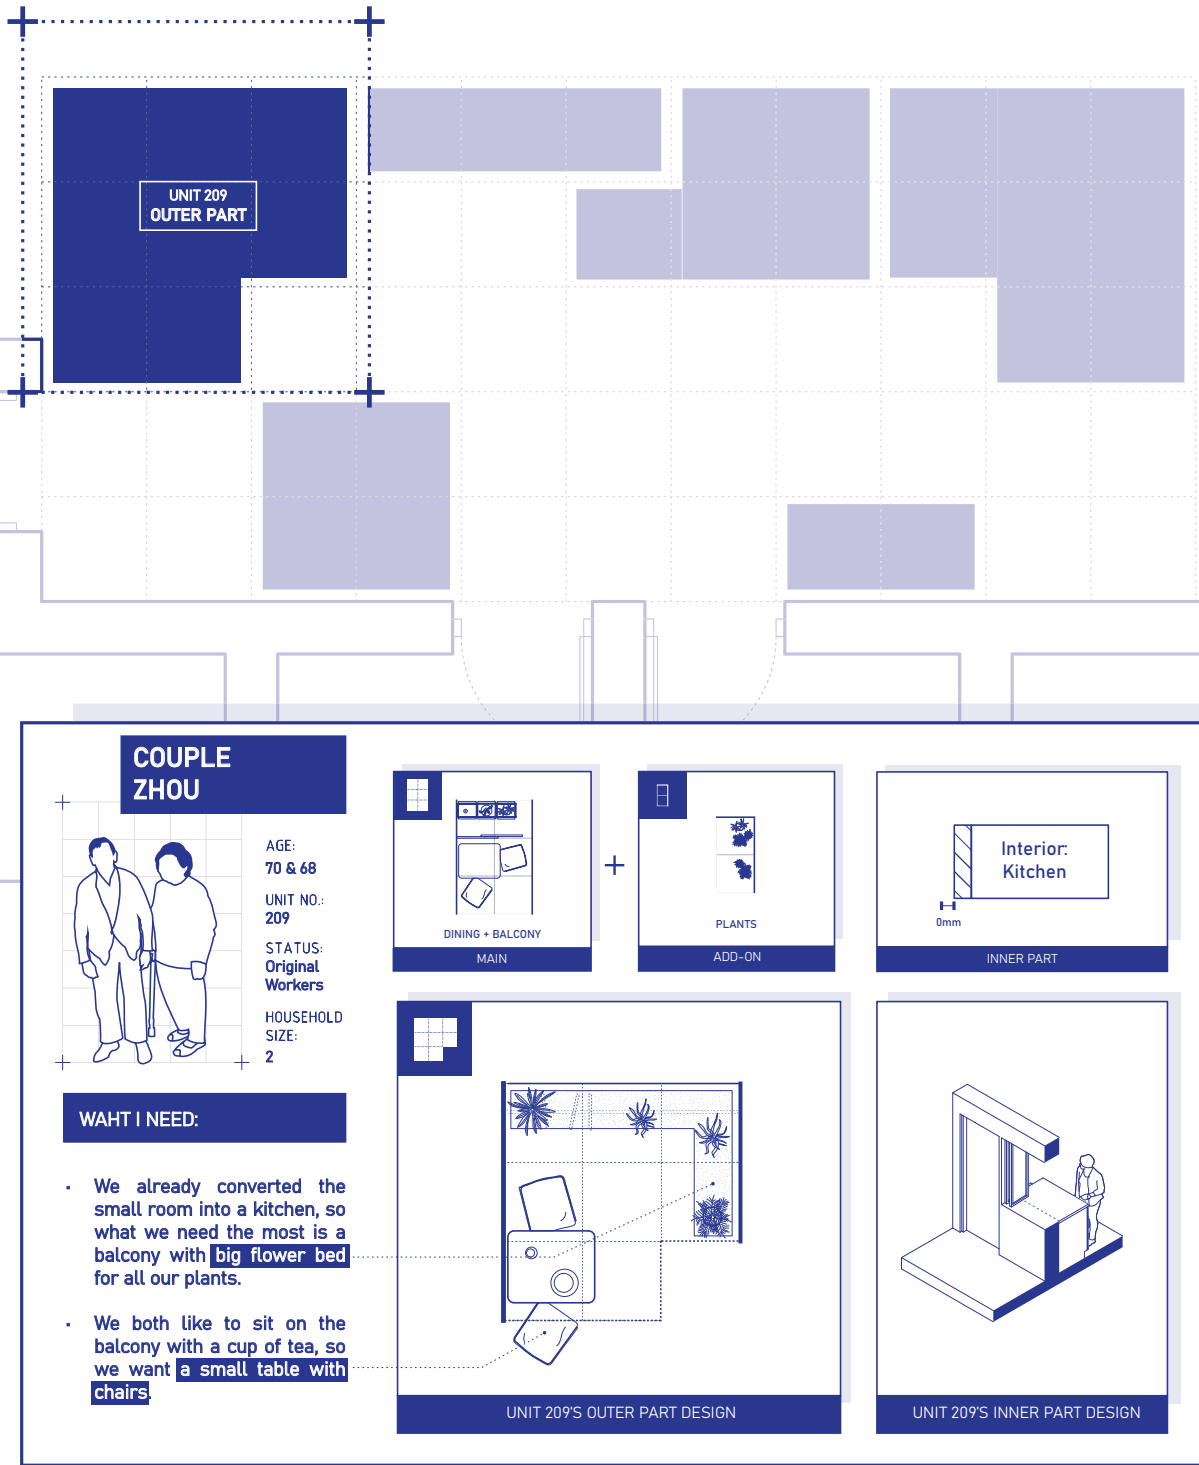 UNIT 209
OUTER PART
COUPLE
ZHOU
AGE:
70 & 68
UNIT NO.:
209
STATUS:
Original
Workers
HOUSEHOLD
SIZE:
2
DINING + BALCONY
MAIN
+
PLANTS
ADD-ON
Interior:
Kitchen
0mm
INNER PART
WAHT I NEED:
· We already converted the
small room into a kitchen, so
what we need the most is a
balcony with big flower bed
for all our plants.
· We both like to sit on the
balcony with a cup of tea, so
we want a small table with
chairs.
UNIT 209'S OUTER PART DESIGN
UNIT 209'S INNER PART DESIGN